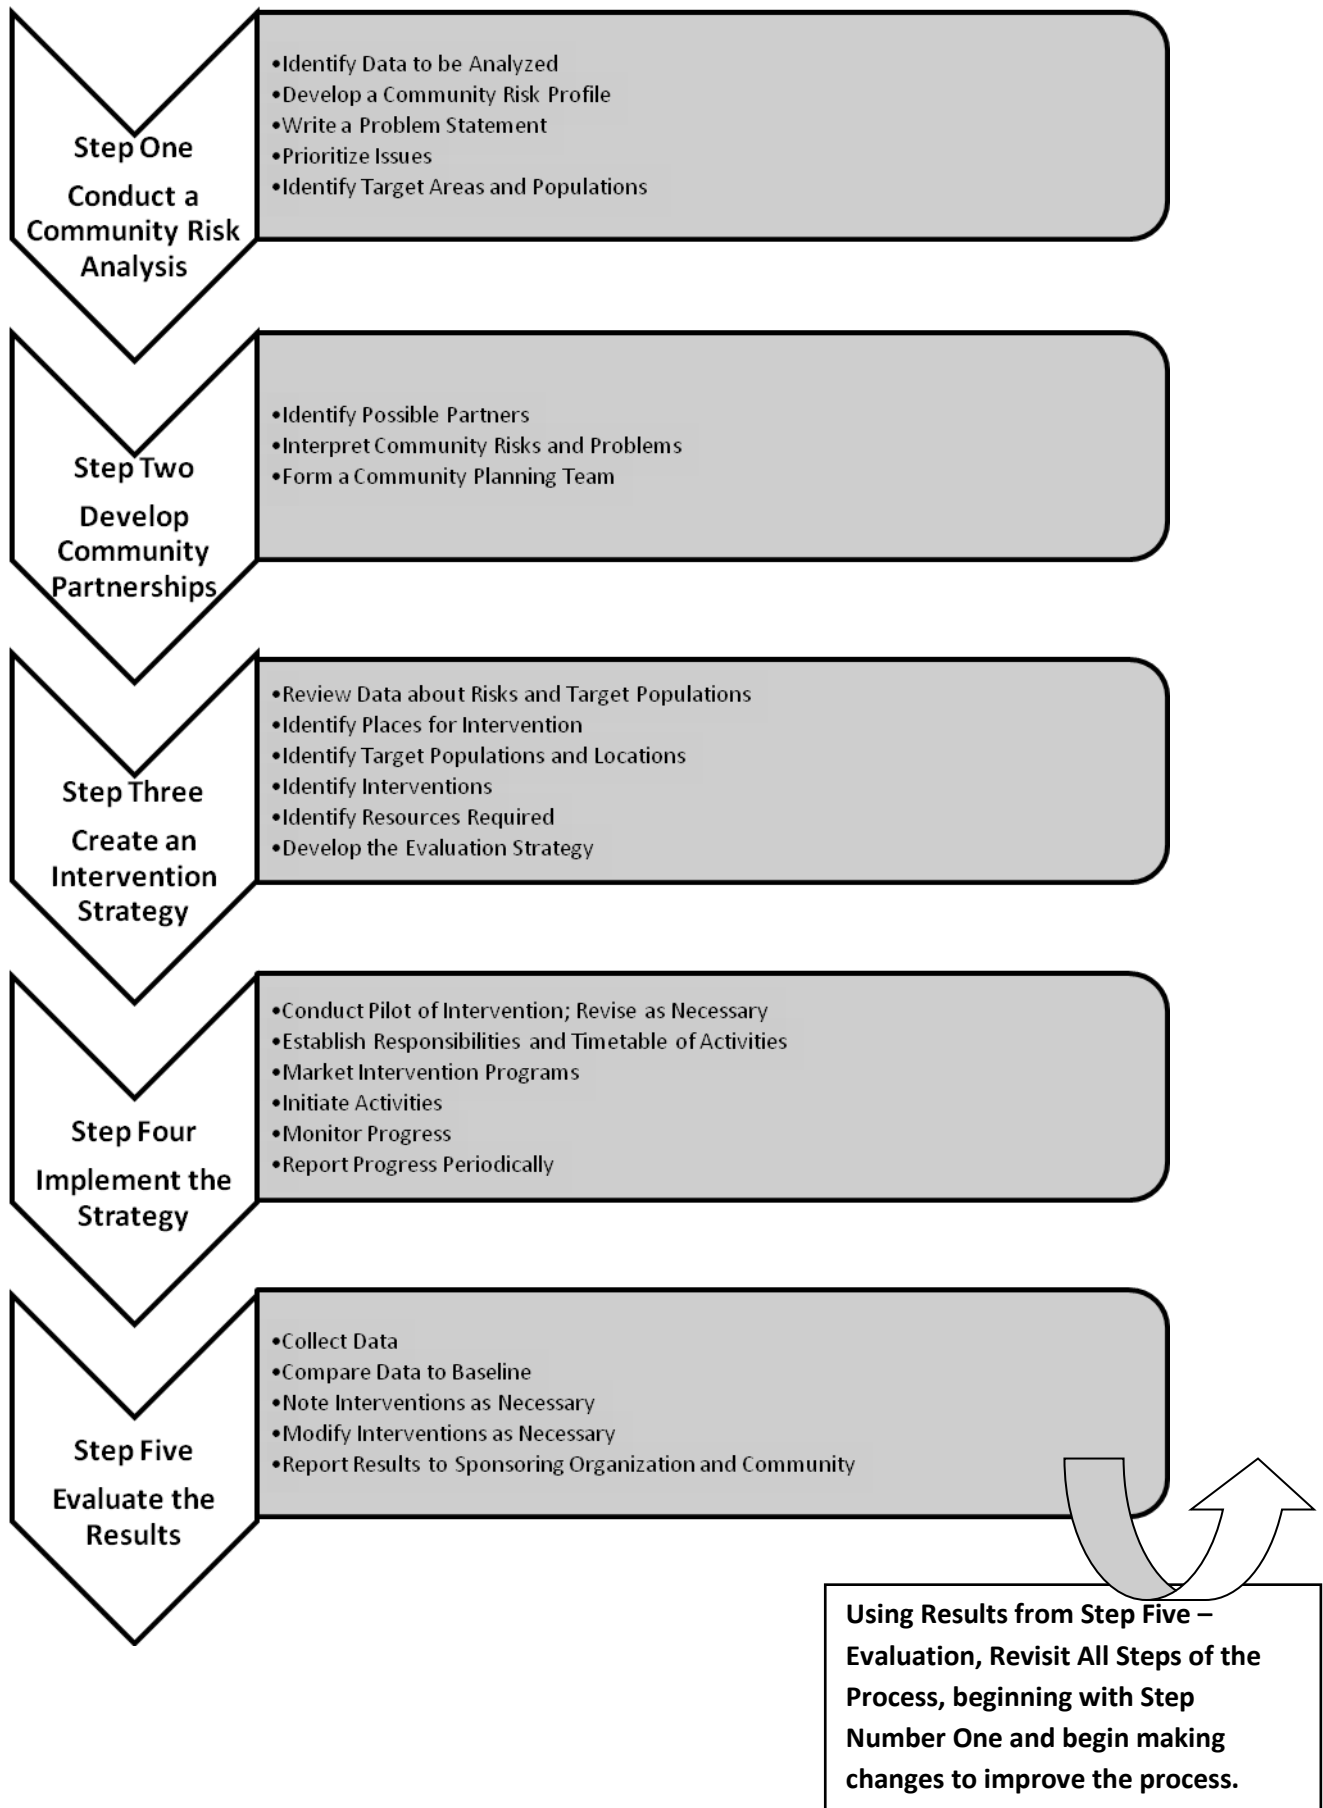 Step One
Conduct a
Community Risk
Analysis
•Identify Data to be Analyzed
•Develop a Community Risk Profile
•Write a Problem Statement
•Prioritize Issues
•Identify Target Areas and Populations
Step Two
Develop
Community
Partnerships
•Identify Possible Partners
•Interpret Community Risks and Problems
•Form a Community Planning Team
Step Three
Create an
Intervention
Strategy
•Review Data about Risks and Target Populations
•Identify Places for Intervention
•Identify Target Populations and Locations
•Identify Interventions
•Identify Resources Required
•Develop the Evaluation Strategy
Step Four
Implement the
Strategy
•Conduct Pilot of Intervention; Revise as Necessary
•Establish Responsibilities and Timetable of Activities
•Market Intervention Programs
•Initiate Activities
•Monitor Progress
•Report Progress Periodically
Step Five
Evaluate the
Results
•Collect Data
•Compare Data to Baseline
•Note Interventions as Necessary
•Modify Interventions as Necessary
•Report Results to Sponsoring Organization and Community
Using Results from Step Five –
Evaluation, Revisit All Steps of the
Process, beginning with Step
Number One and begin making
changes to improve the process.